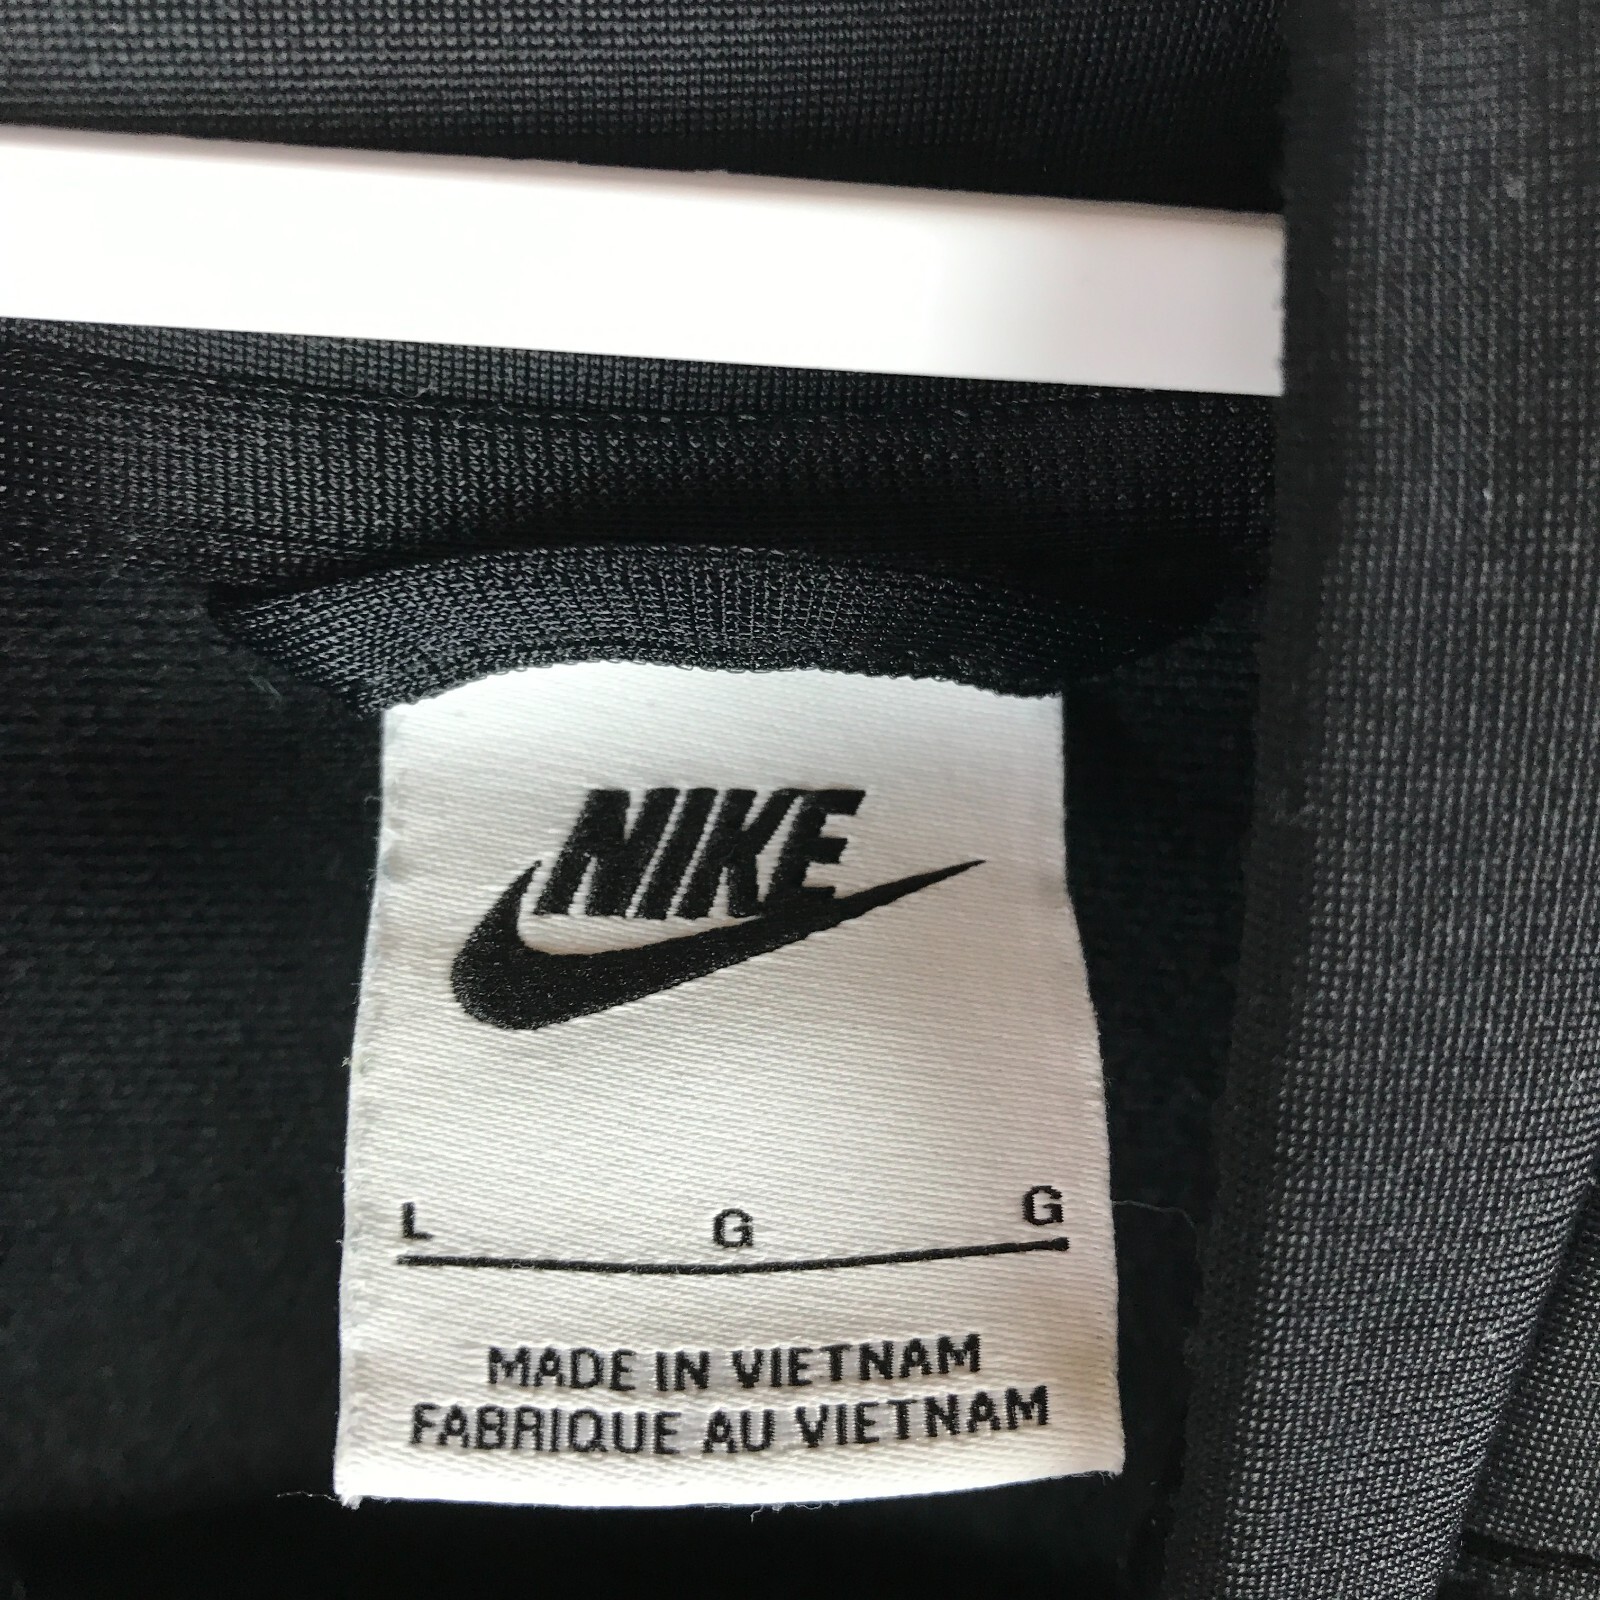 NIKE
L G G
MADE IN VIETNAM
FABRIQUE AU VIETNAM